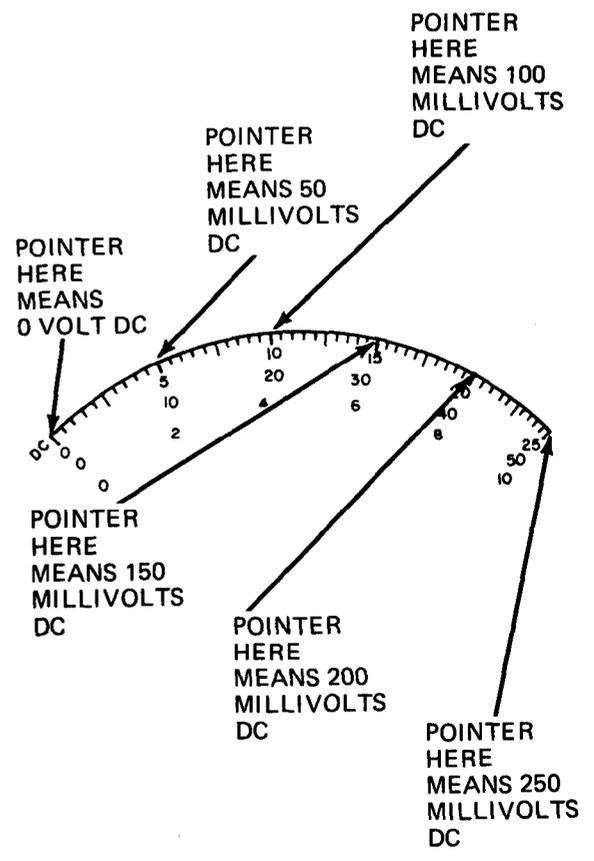 POINTER
HERE
MEANS 100
MILLIVOLTS
DC
POINTER
HERE
MEANS 50
MILLIVOLTS
DC
POINTER
HERE
MEANS
0 VOLT DC
DC
0 5 10 15 20 25
0 10 20 30 40 50
0 2 4 6 8 10
POINTER
HERE
MEANS 150
MILLIVOLTS
DC
POINTER
HERE
MEANS 200
MILLIVOLTS
DC
POINTER
HERE
MEANS 250
MILLIVOLTS
DC